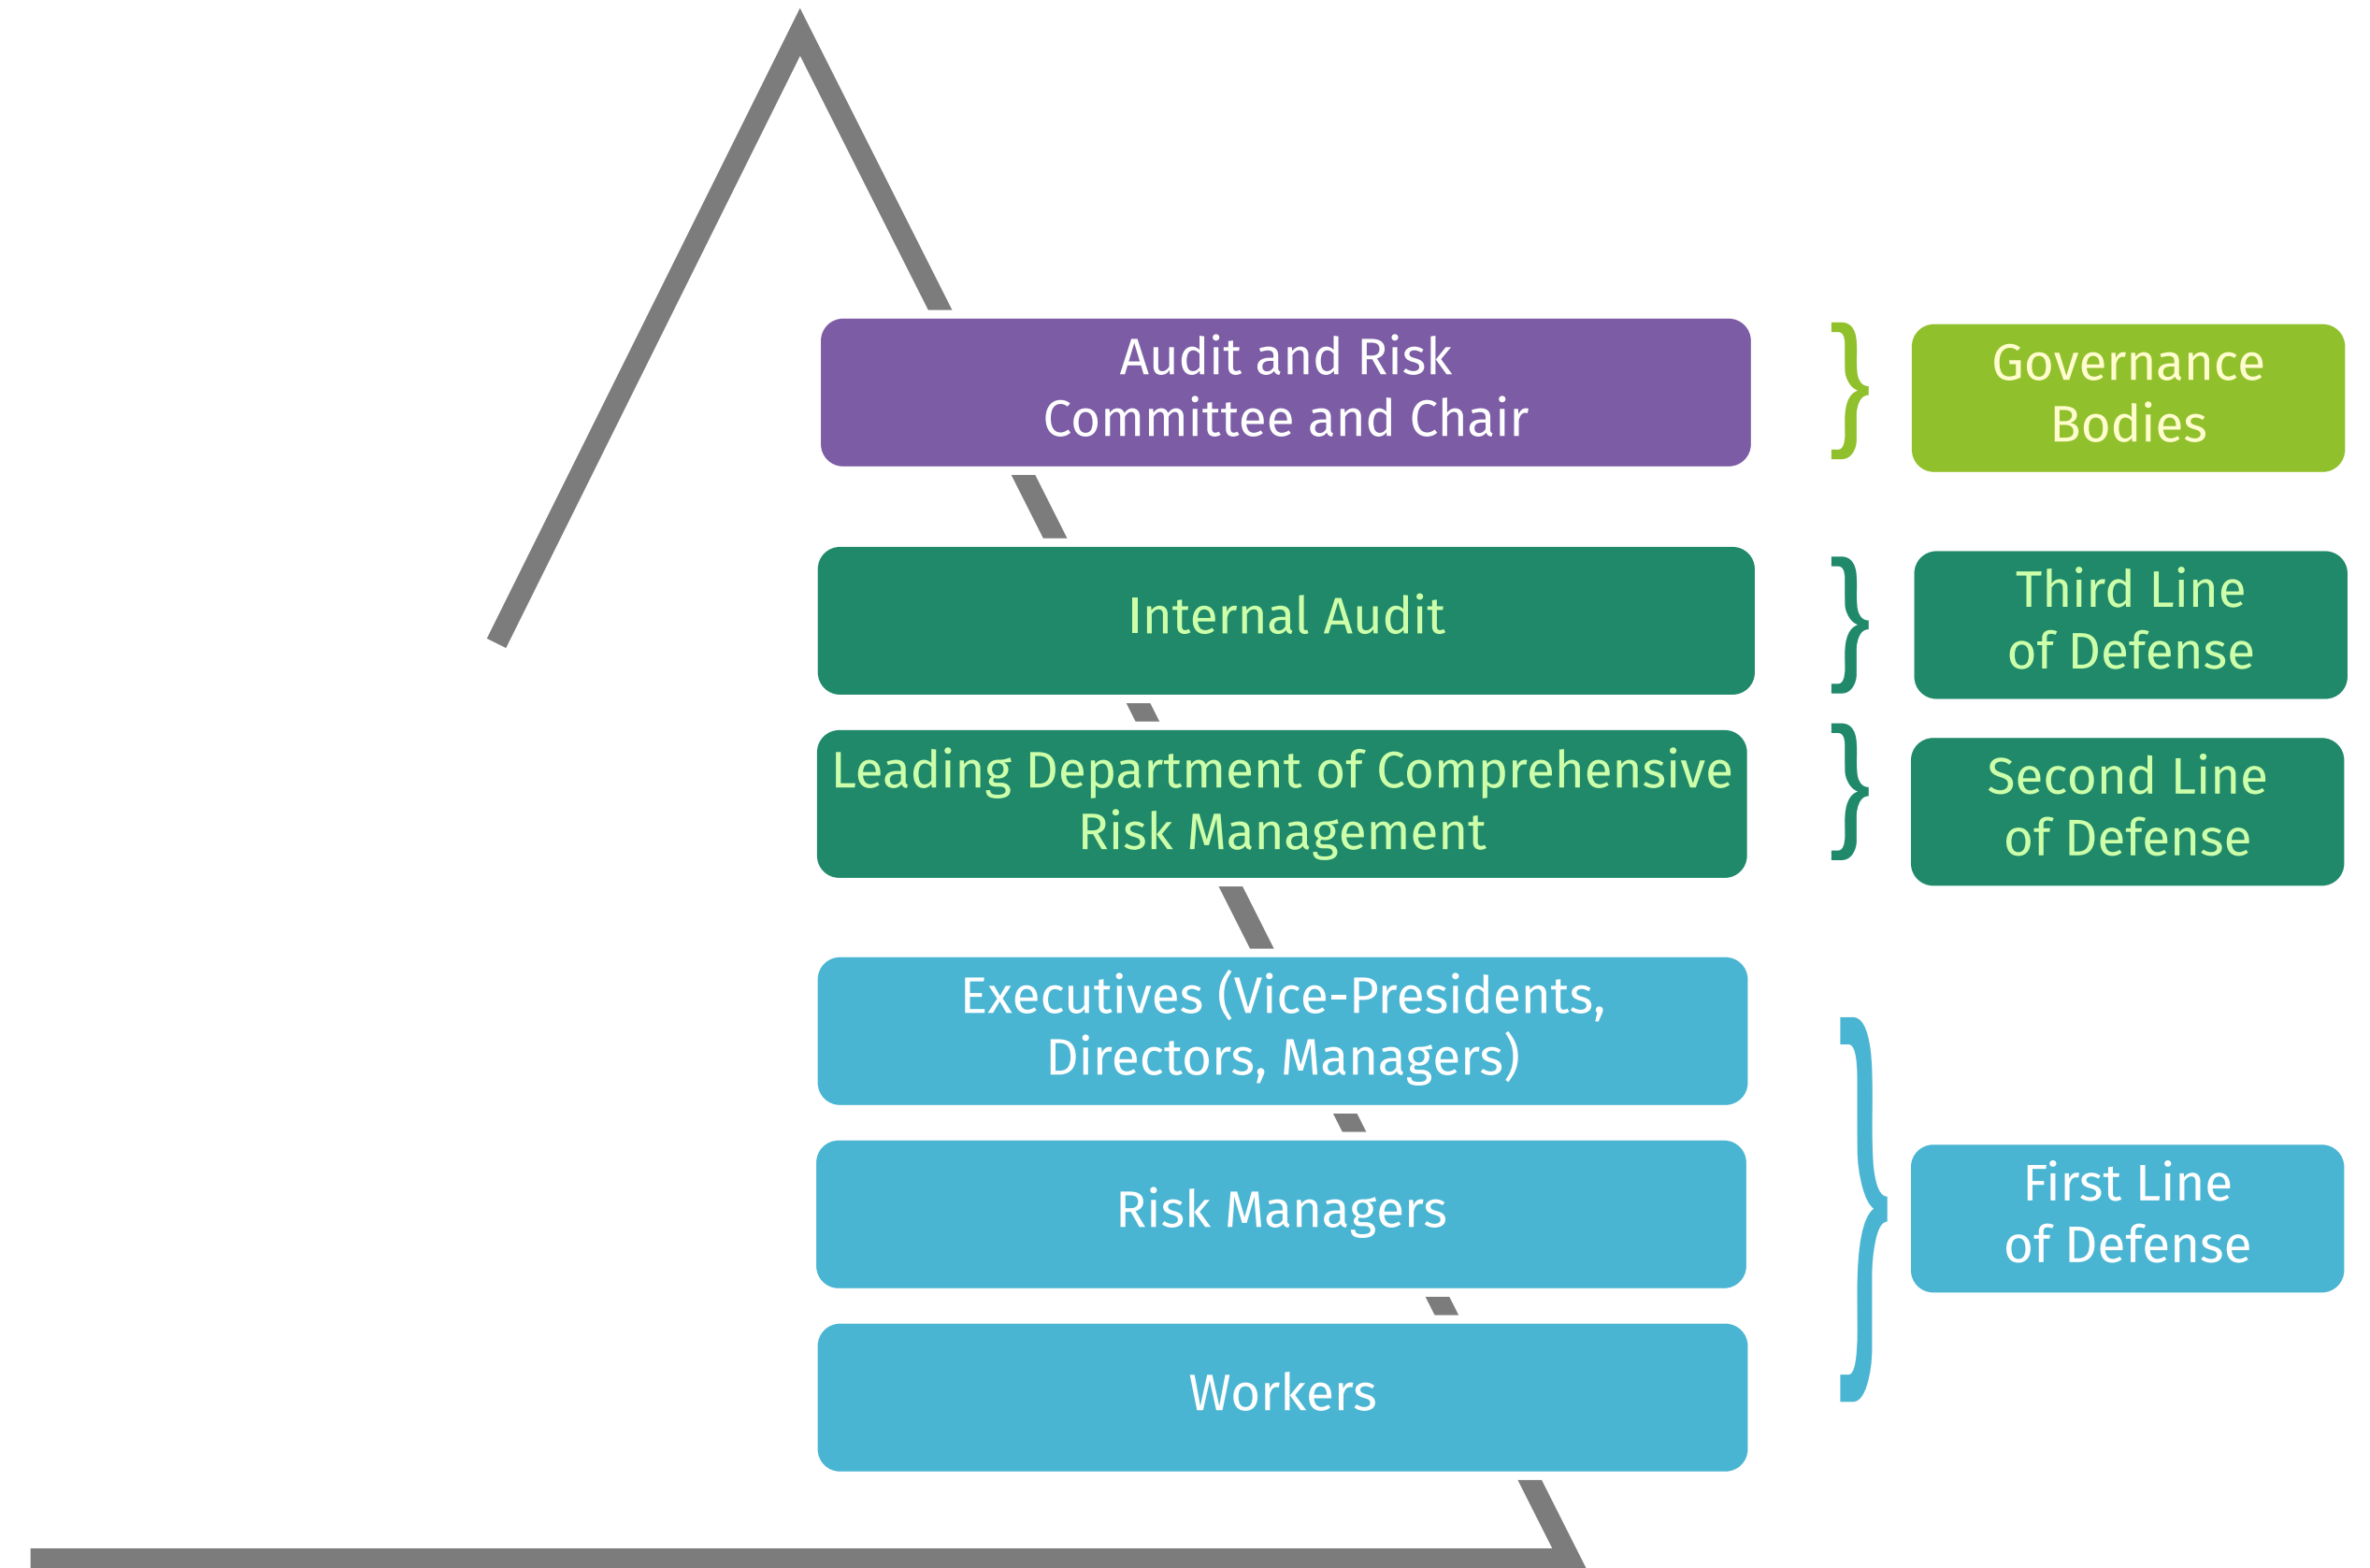 Audit and Risk
Committee and Chair
Governance
Bodies
Internal Audit
Third Line
of Defense
Leading Department of Comprehensive
Risk Management
Second Line
of Defense
Executives (Vice-Presidents,
Directors, Managers)
Risk Managers
First Line
of Defense
Workers